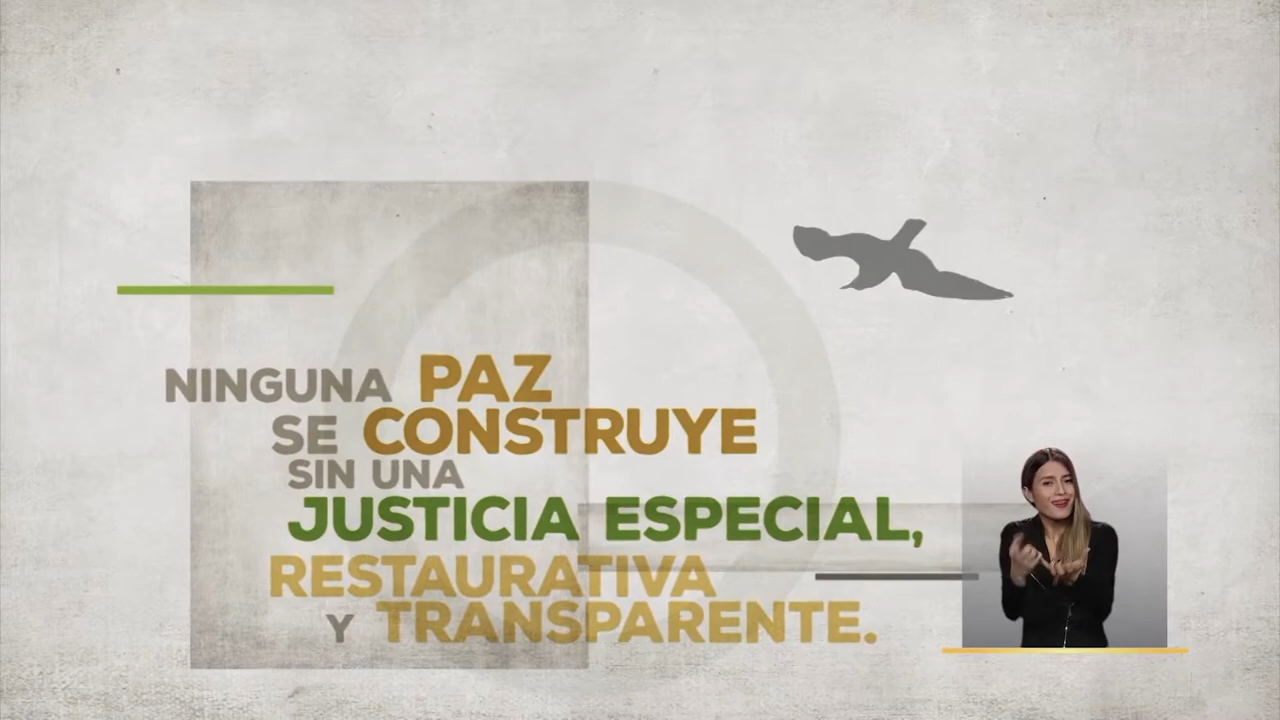 NINGUNA PAZ
SE CONSTRUYE
SIN UNA
JUSTICIA ESPECIAL,
RESTAURATIVA
Y TRANSPARENTE.